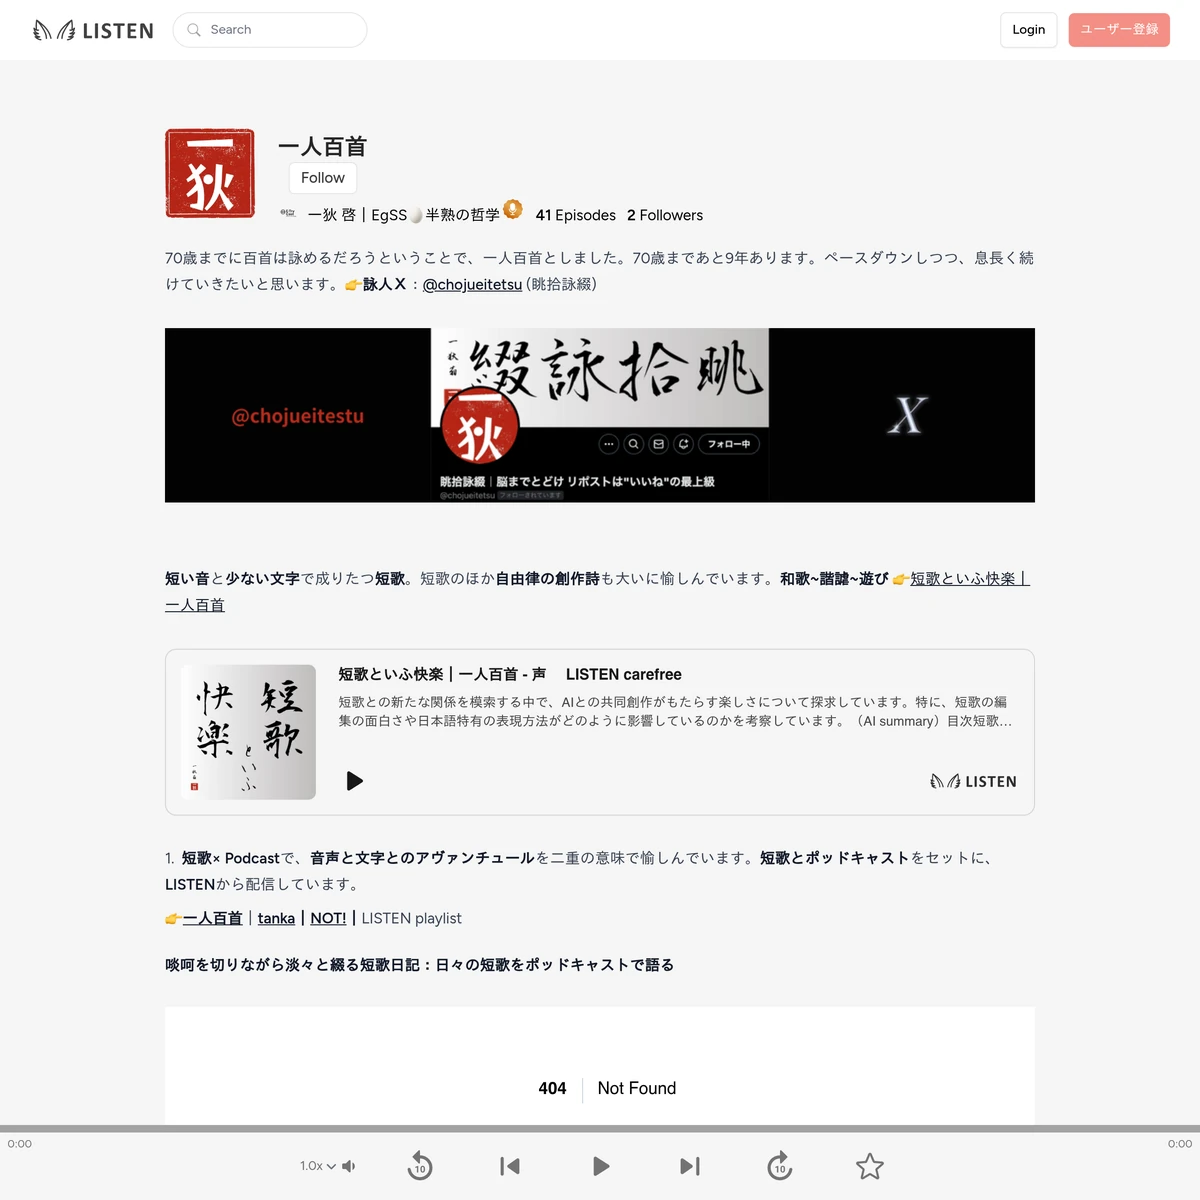 LISTEN
Search
Login
ユーザー登録
一狄
一人百首
Follow
一狄 啓｜EgSS🥚半熟の哲学 41 Episodes 2 Followers
70歳までに百首は詠めるだろうということで、一人百首としました。70歳まであと9年あります。ペースダウンしつつ、息長く続
けていきたいと思います。👉詠人X：@chojueitetsu (眺拾詠綴)
@chojueitestu
綴詠拾眺
一狄
フォロー中
眺拾詠綴｜脳までとどけ リポストは"いいね"の最上級
@chojueitetsu フォローされています
X
短い音と少ない文字で成りたつ短歌。短歌のほか自由律の創作詩も大いに愉しんでいます。和歌~諧謔~遊び 👉短歌といふ快楽｜
一人百首
短歌といふ快楽
短歌といふ快楽｜一人百首 - 声 LISTEN carefree
短歌との新たな関係を模索する中で、AIとの共同創作がもたらす楽しさについて探求しています。特に、短歌の編
集の面白さや日本語特有の表現方法がどのように影響しているのかを考察しています。（AI summary）目次短歌...
LISTEN
1. 短歌× Podcastで、音声と文字とのアヴァンチュールを二重の意味で愉しんでいます。短歌とポッドキャストをセットに、
LISTENから配信しています。
👉一人百首｜tanka｜NOT!｜LISTEN playlist
啖呵を切りながら淡々と綴る短歌日記：日々の短歌をポッドキャストで語る
404 Not Found
0:00
0:00
1.0x
10
10